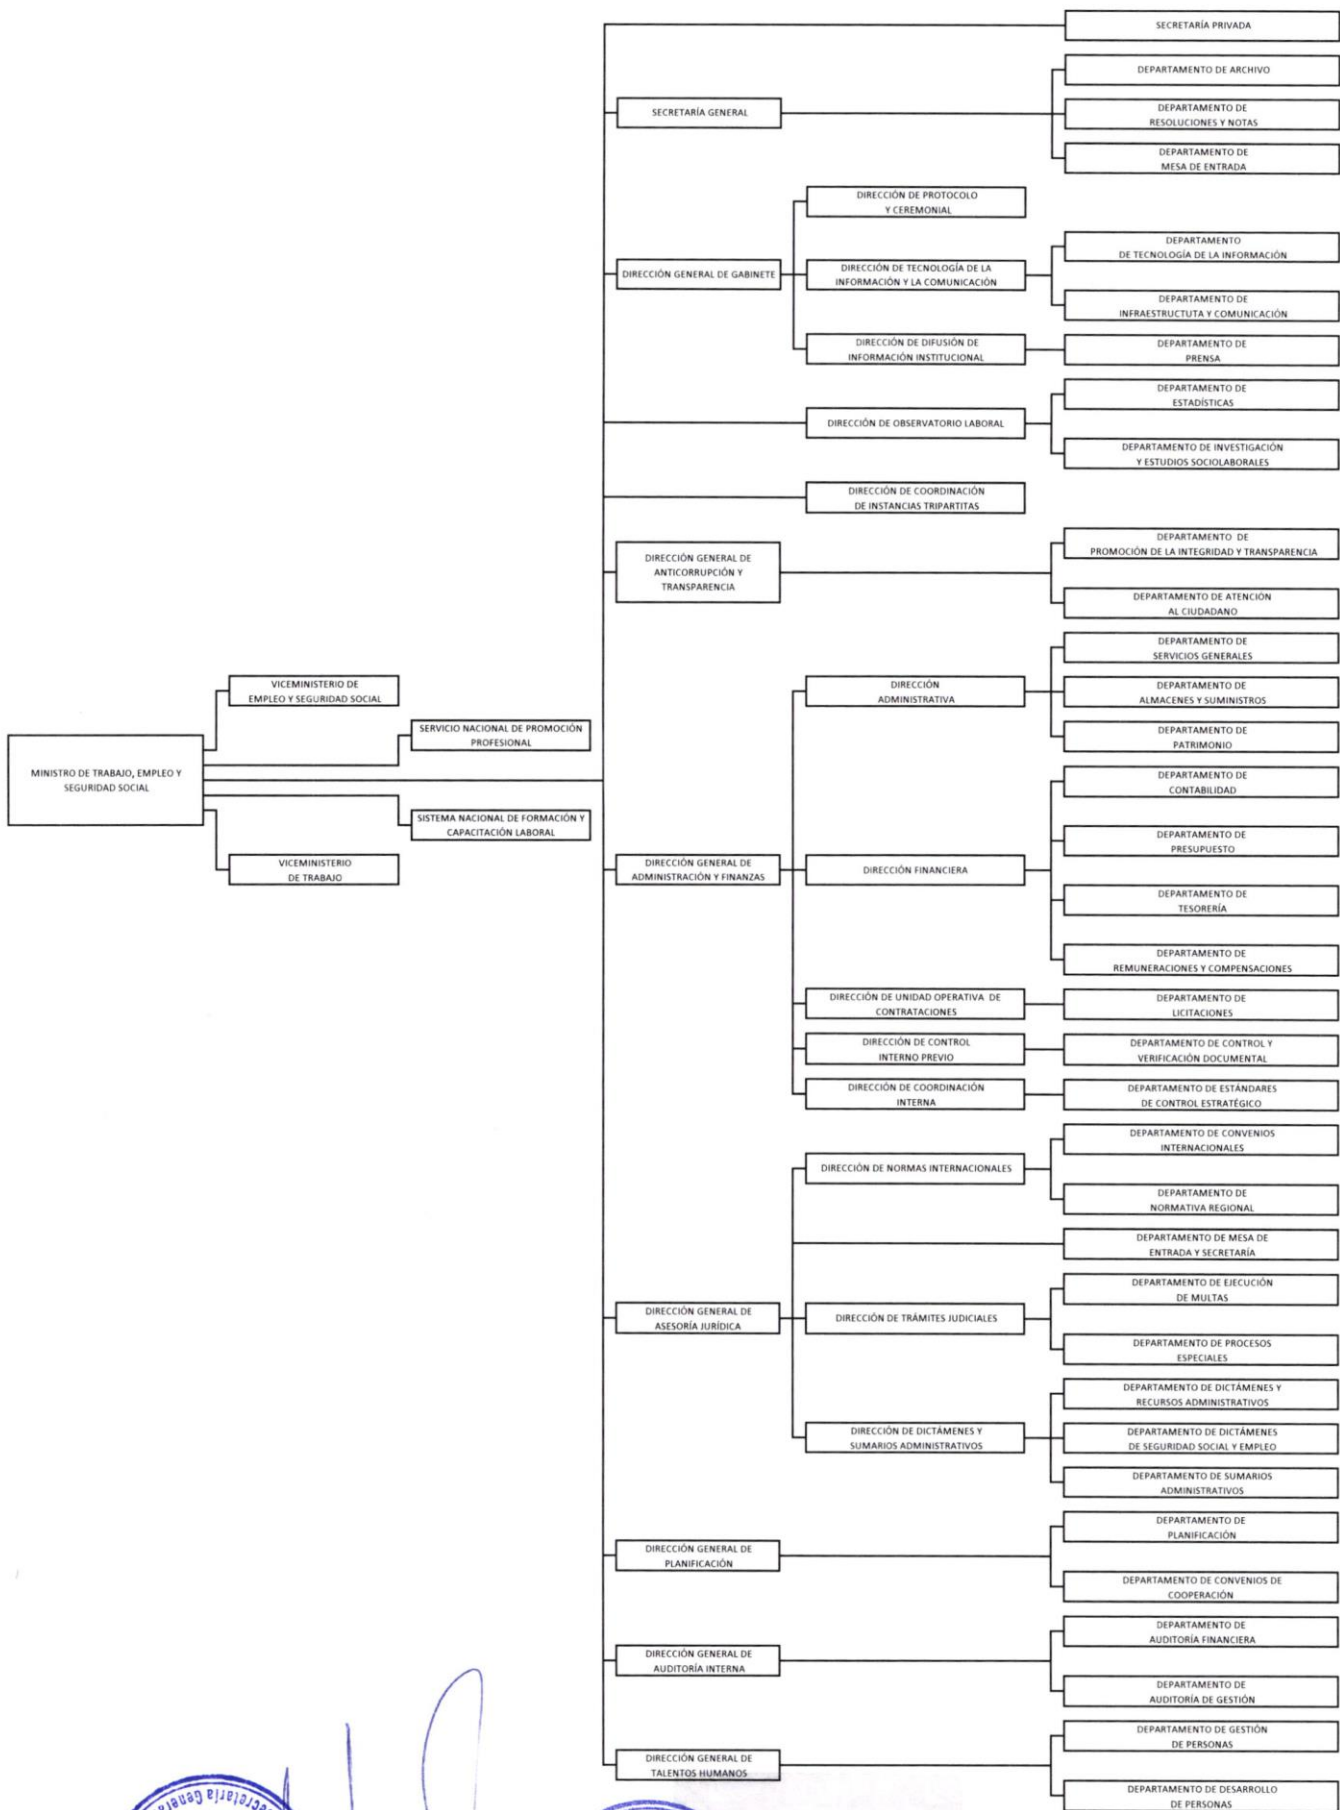 SECRETARÍA PRIVADA
SECRETARÍA GENERAL
DEPARTAMENTO DE ARCHIVO
DEPARTAMENTO DE
RESOLUCIONES Y NOTAS
DEPARTAMENTO DE
MESA DE ENTRADA
DIRECCIÓN GENERAL DE GABINETE
DIRECCIÓN DE PROTOCOLO
Y CEREMONIAL
DIRECCIÓN DE TECNOLOGÍA DE LA
INFORMACIÓN Y LA COMUNICACIÓN
DEPARTAMENTO
DE TECNOLOGÍA DE LA INFORMACIÓN
DEPARTAMENTO DE
INFRAESTRUCTUTA Y COMUNICACIÓN
DIRECCIÓN DE DIFUSIÓN DE
INFORMACIÓN INSTITUCIONAL
DEPARTAMENTO DE
PRENSA
DIRECCIÓN DE OBSERVATORIO LABORAL
DEPARTAMENTO DE
ESTADÍSTICAS
DEPARTAMENTO DE INVESTIGACIÓN
Y ESTUDIOS SOCIOLABORALES
DIRECCIÓN DE COORDINACIÓN
DE INSTANCIAS TRIPARTITAS
DIRECCIÓN GENERAL DE
ANTICORRUPCIÓN Y
TRANSPARENCIA
DEPARTAMENTO DE
PROMOCIÓN DE LA INTEGRIDAD Y TRANSPARENCIA
DEPARTAMENTO DE ATENCIÓN
AL CIUDADANO
MINISTRO DE TRABAJO, EMPLEO Y
SEGURIDAD SOCIAL
VICEMINISTERIO DE
EMPLEO Y SEGURIDAD SOCIAL
SERVICIO NACIONAL DE PROMOCIÓN
PROFESIONAL
SISTEMA NACIONAL DE FORMACIÓN Y
CAPACITACIÓN LABORAL
VICEMINISTERIO
DE TRABAJO
DIRECCIÓN GENERAL DE
ADMINISTRACIÓN Y FINANZAS
DIRECCIÓN
ADMINISTRATIVA
DEPARTAMENTO DE
SERVICIOS GENERALES
DEPARTAMENTO DE
ALMACENES Y SUMINISTROS
DEPARTAMENTO DE
PATRIMONIO
DIRECCIÓN FINANCIERA
DEPARTAMENTO DE
CONTABILIDAD
DEPARTAMENTO DE
PRESUPUESTO
DEPARTAMENTO DE
TESORERÍA
DEPARTAMENTO DE
REMUNERACIONES Y COMPENSACIONES
DIRECCIÓN DE UNIDAD OPERATIVA DE
CONTRATACIONES
DEPARTAMENTO DE
LICITACIONES
DIRECCIÓN DE CONTROL
INTERNO PREVIO
DEPARTAMENTO DE CONTROL Y
VERIFICACIÓN DOCUMENTAL
DIRECCIÓN DE COORDINACIÓN
INTERNA
DEPARTAMENTO DE ESTÁNDARES
DE CONTROL ESTRATÉGICO
DIRECCIÓN GENERAL DE
ASESORÍA JURÍDICA
DIRECCIÓN DE NORMAS INTERNACIONALES
DEPARTAMENTO DE CONVENIOS
INTERNACIONALES
DEPARTAMENTO DE
NORMATIVA REGIONAL
DEPARTAMENTO DE MESA DE
ENTRADA Y SECRETARÍA
DIRECCIÓN DE TRÁMITES JUDICIALES
DEPARTAMENTO DE EJECUCIÓN
DE MULTAS
DEPARTAMENTO DE PROCESOS
ESPECIALES
DIRECCIÓN DE DICTÁMENES Y
SUMARIOS ADMINISTRATIVOS
DEPARTAMENTO DE DICTÁMENES Y
RECURSOS ADMINISTRATIVOS
DEPARTAMENTO DE DICTÁMENES
DE SEGURIDAD SOCIAL Y EMPLEO
DEPARTAMENTO DE SUMARIOS
ADMINISTRATIVOS
DIRECCIÓN GENERAL DE
PLANIFICACIÓN
DEPARTAMENTO DE
PLANIFICACIÓN
DEPARTAMENTO DE CONVENIOS DE
COOPERACIÓN
DIRECCIÓN GENERAL DE
AUDITORÍA INTERNA
DEPARTAMENTO DE
AUDITORÍA FINANCIERA
DEPARTAMENTO DE
AUDITORÍA DE GESTIÓN
DIRECCIÓN GENERAL DE
TALENTOS HUMANOS
DEPARTAMENTO DE GESTIÓN
DE PERSONAS
DEPARTAMENTO DE DESARROLLO
DE PERSONAS
Secretaría General